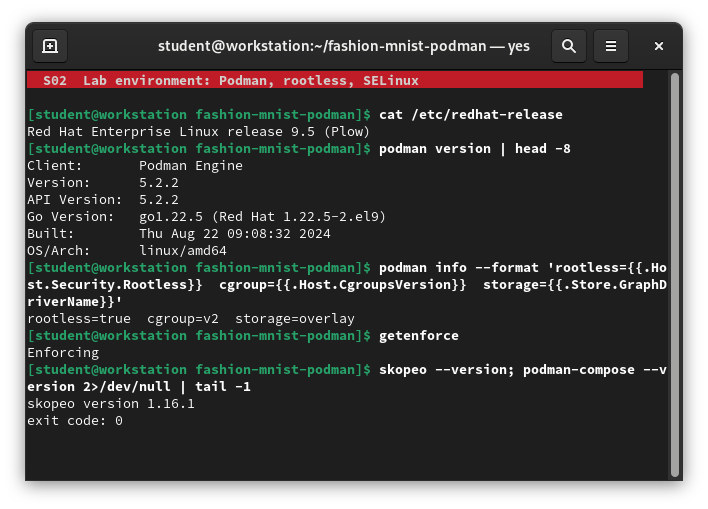 student@workstation:~/fashion-mnist-podman — yes
S02  Lab environment: Podman, rootless, SELinux
[student@workstation fashion-mnist-podman]$ cat /etc/redhat-release
Red Hat Enterprise Linux release 9.5 (Plow)
[student@workstation fashion-mnist-podman]$ podman version | head -8
Client:       Podman Engine
Version:      5.2.2
API Version:  5.2.2
Go Version:   go1.22.5 (Red Hat 1.22.5-2.el9)
Built:        Thu Aug 22 09:08:32 2024
OS/Arch:      linux/amd64
[student@workstation fashion-mnist-podman]$ podman info --format 'rootless={{.Ho
st.Security.Rootless}}  cgroup={{.Host.CgroupsVersion}}  storage={{.Store.GraphD
riverName}}'
rootless=true  cgroup=v2  storage=overlay
[student@workstation fashion-mnist-podman]$ getenforce
Enforcing
[student@workstation fashion-mnist-podman]$ skopeo --version; podman-compose --v
ersion 2>/dev/null | tail -1
skopeo version 1.16.1
exit code: 0